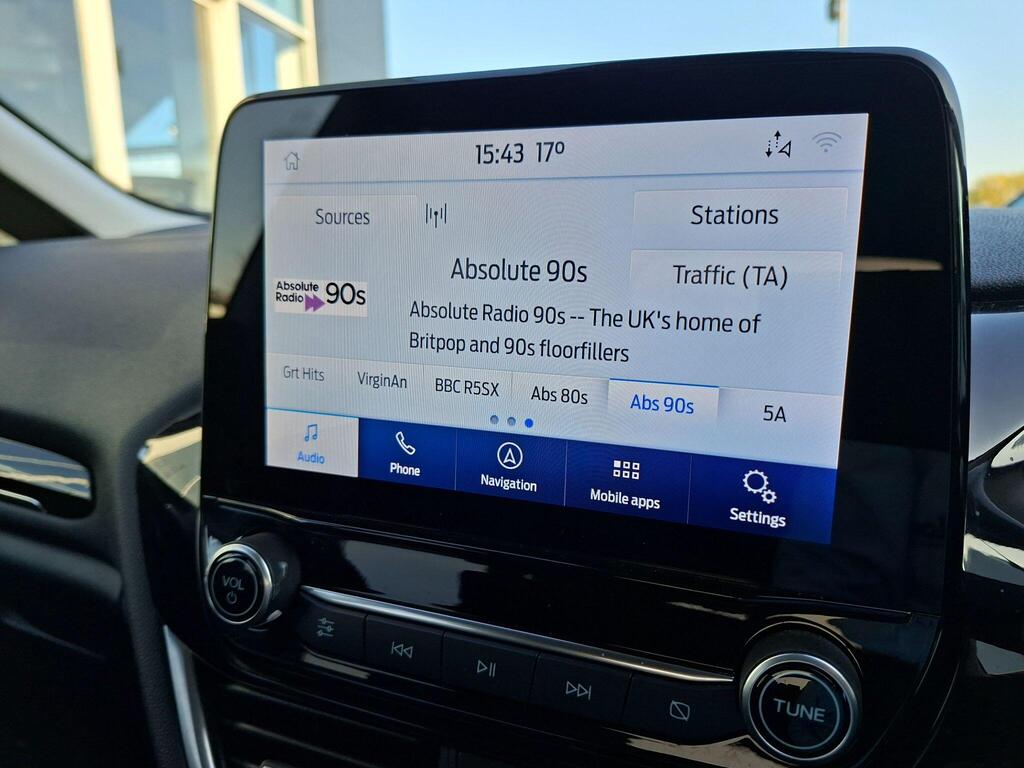 15:43 17º
Sources
Stations
Absolute 90s
Traffic (TA)
Absolute
Radio 90s
Absolute Radio 90s -- The UK's home of
Britpop and 90s floorfillers
Grt Hits VirginAn BBC R5SX Abs 80s Abs 90s 5A
Audio Phone Navigation Mobile apps Settings
VOL
TUNE